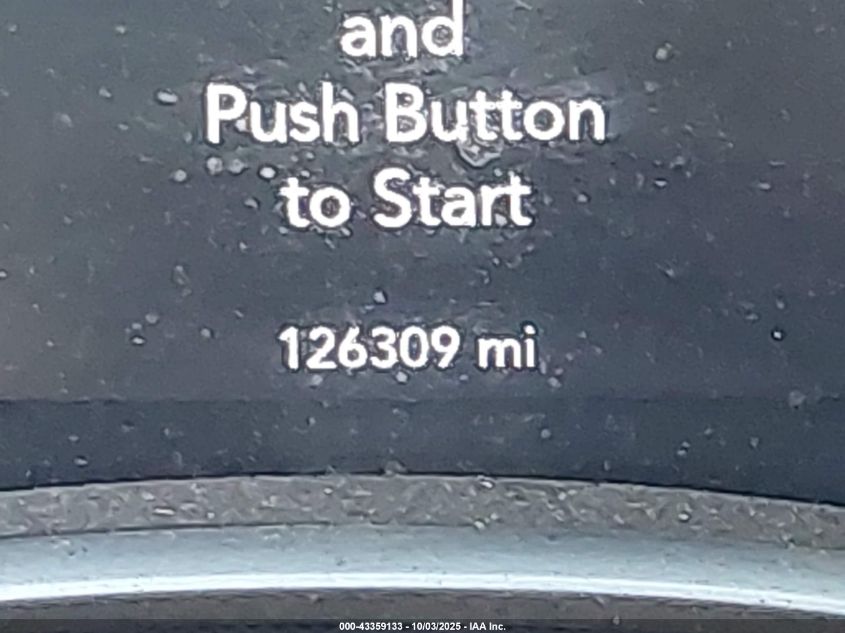 and
Push Button
to Start
126309 mi
000-43359133 - 10/03/2025 - IAA Inc.